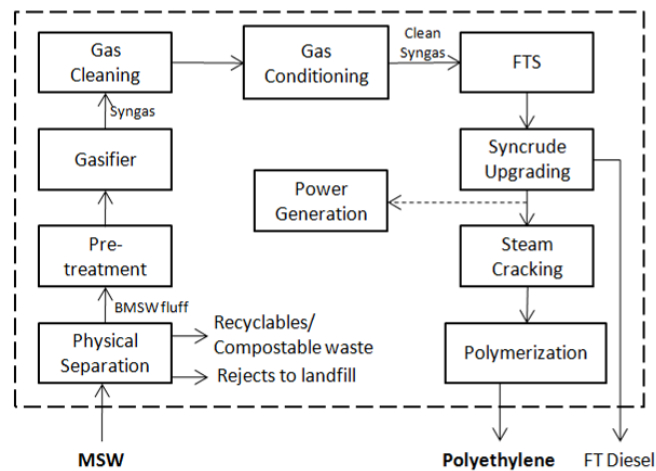 Gas
Cleaning
Gas
Conditioning
Clean
Syngas
FTS
Syngas
Gasifier
Syncrude
Upgrading
Power
Generation
Pre-
treatment
Steam
Cracking
BMSW fluff
Physical
Separation
Recyclables/
Compostable waste
Rejects to landfill
Polymerization
MSW
Polyethylene
FT Diesel